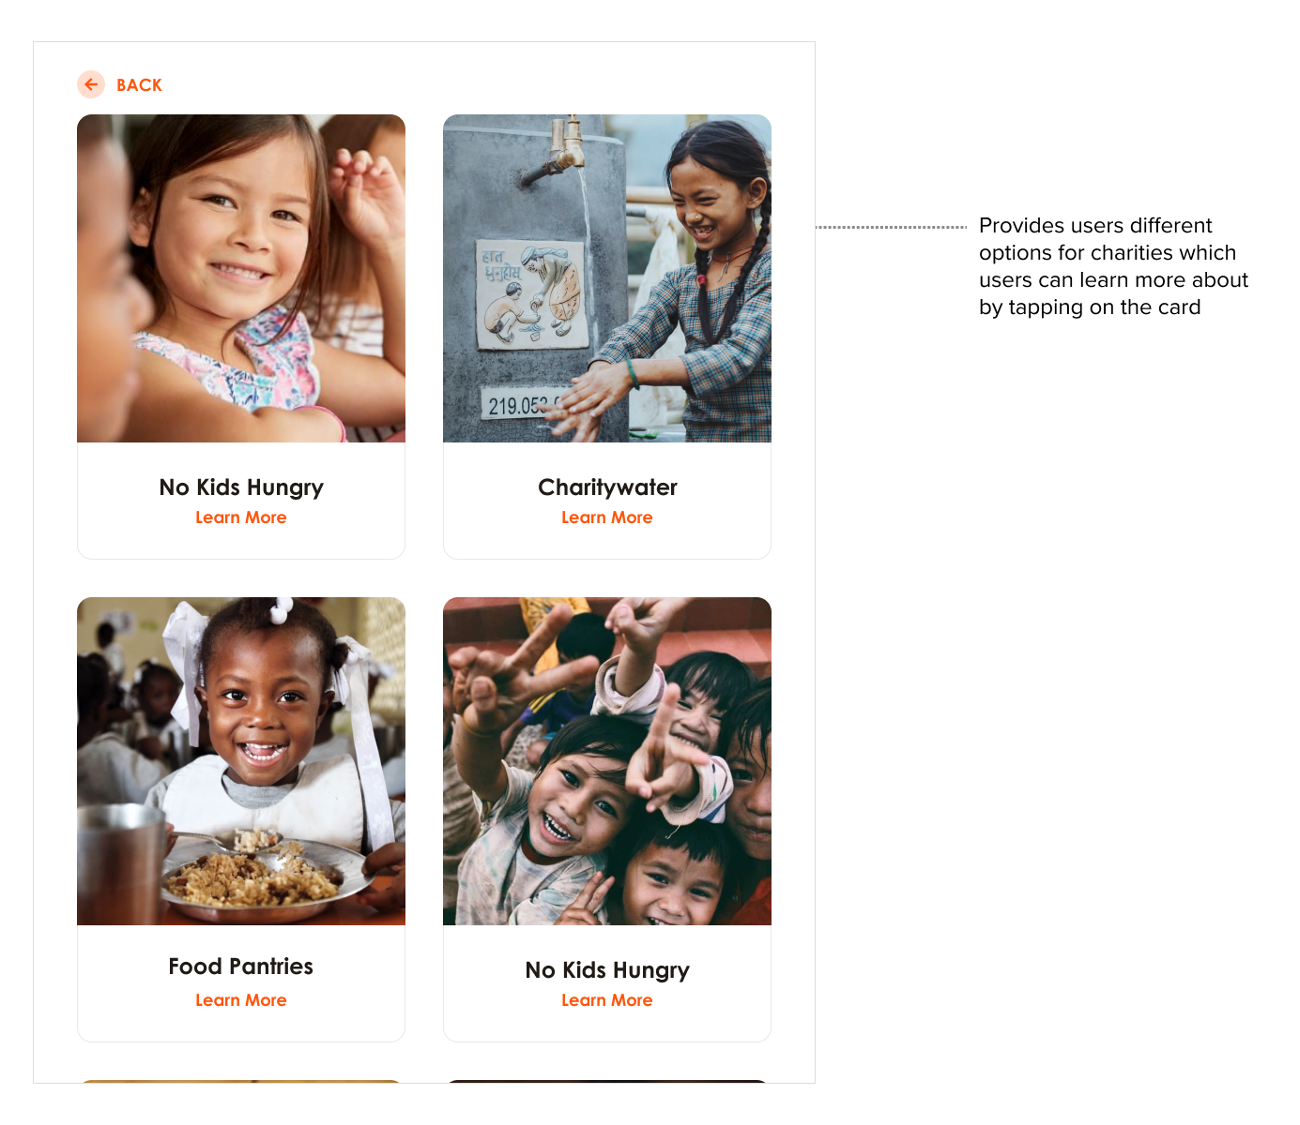 BACK
हात
धुनुहोस्
219.053
No Kids Hungry
Learn More
Charitywater
Learn More
Food Pantries
Learn More
No Kids Hungry
Learn More
Provides users different
options for charities which
users can learn more about
by tapping on the card